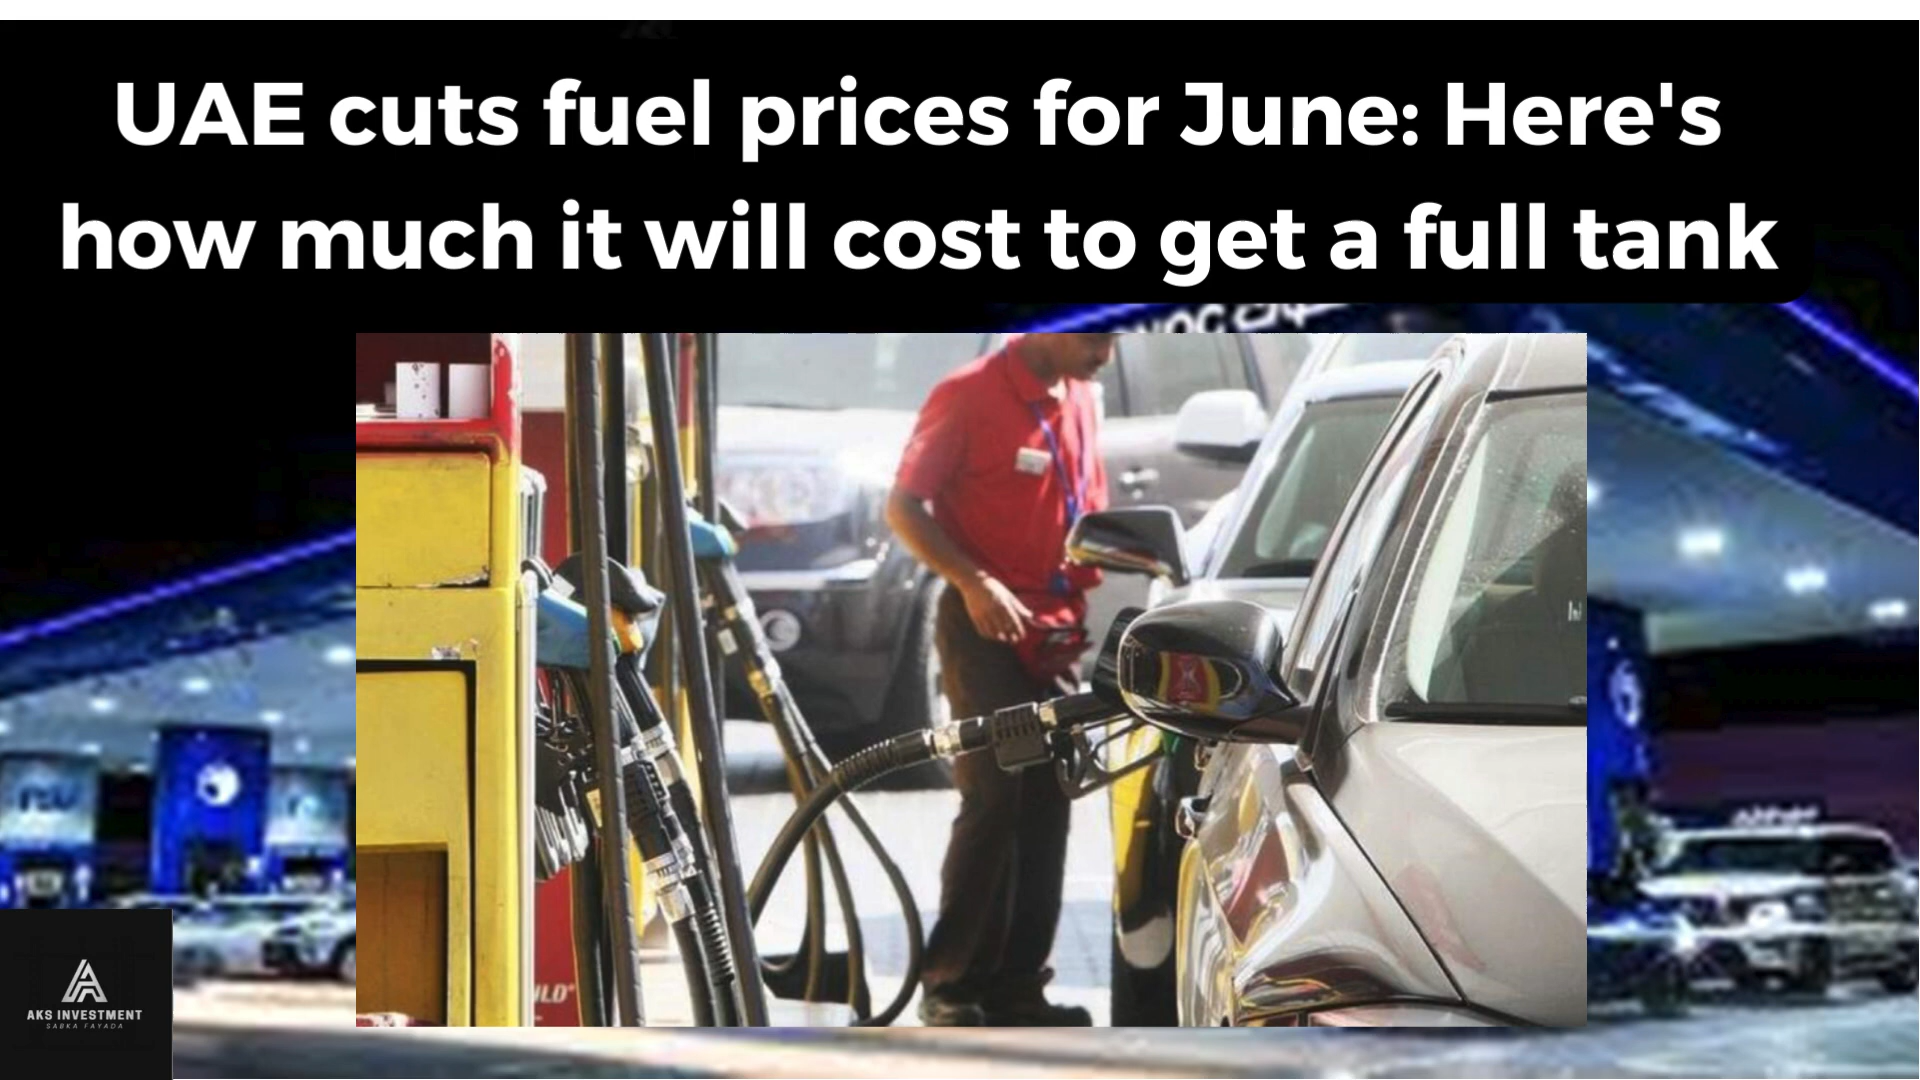 UAE cuts fuel prices for June: Here's
how much it will cost to get a full tank
AKS INVESTMENT
SABKA FAYADA